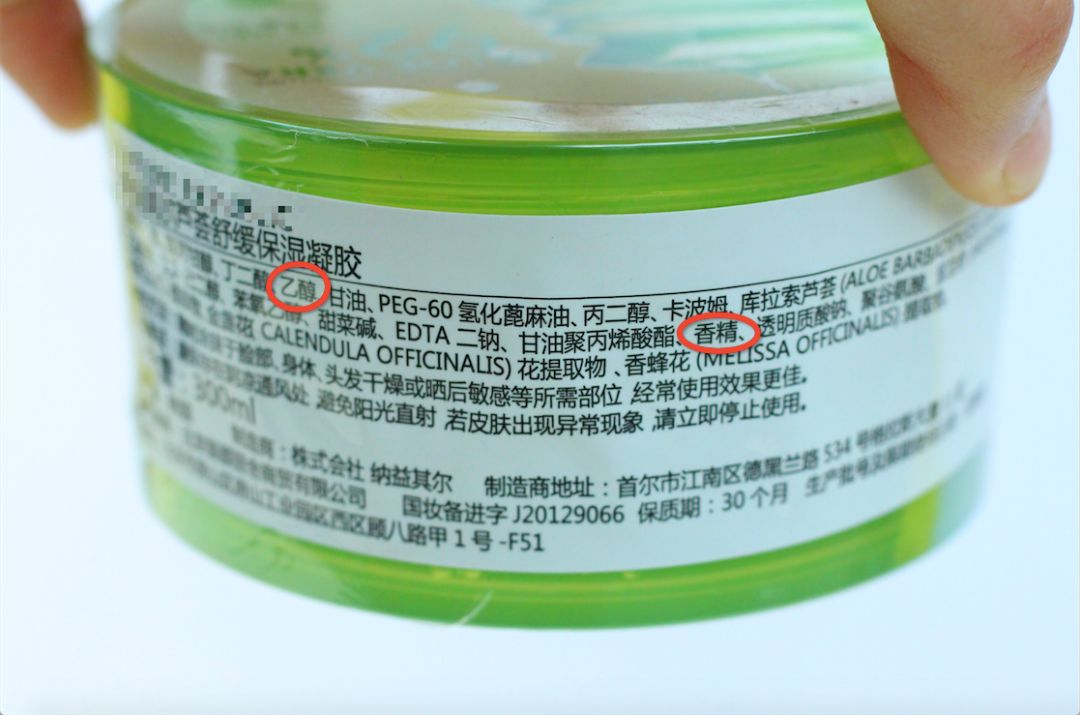 芦荟舒缓保湿凝胶
丁二醇、乙醇、甘油、PEG-60 氢化蓖麻油、丙二醇、卡波姆、库拉索芦荟 (ALOE BARBADENSIS)
甜菜碱、EDTA 二钠、甘油聚丙烯酸酯、香精、透明质酸钠、聚谷氨酸、
金盏花 CALENDULA OFFICINALIS) 花提取物、香蜂花 (MELISSA OFFICINALIS) 提取物
于脸部、身体、头发干燥或晒后敏感等所需部位 经常使用效果更佳。
通风处 避免阳光直射 若皮肤出现异常现象 ,请立即停止使用。
300ml
制造商：株式会社 纳益其尔 制造商地址：首尔市江南区德黑兰路 534 号
商贸有限公司 国妆备进字 J20129066 保质期：30 个月 生产批号及
工业园区西区顾八路甲 1 号 -F51